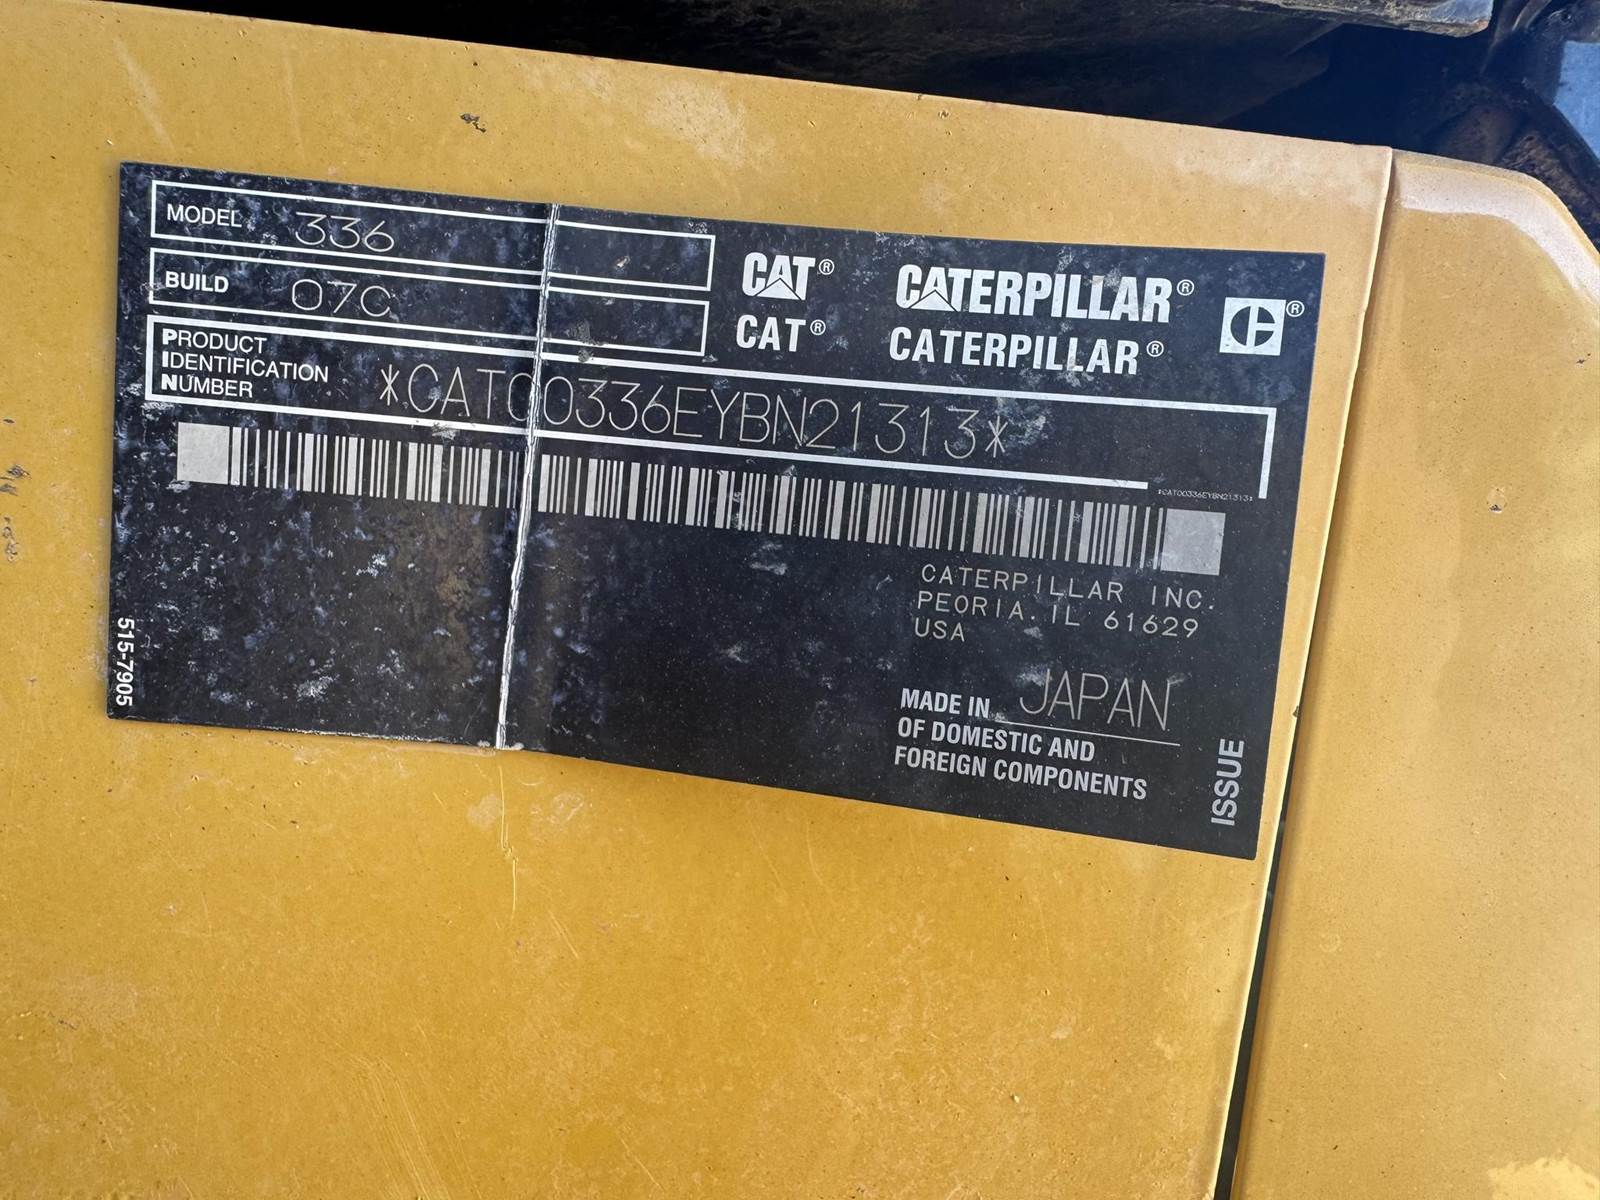 MODEL 336
BUILD 07C
PRODUCT
IDENTIFICATION
NUMBER
*CAT00336EYBN21313*
CAT® CATERPILLAR® ®
CAT® CATERPILLAR®
*CAT00336EYBN21313*
CATERPILLAR INC.
PEORIA, IL 61629
USA
MADE IN JAPAN
OF DOMESTIC AND
FOREIGN COMPONENTS
515-7905
ISSUE